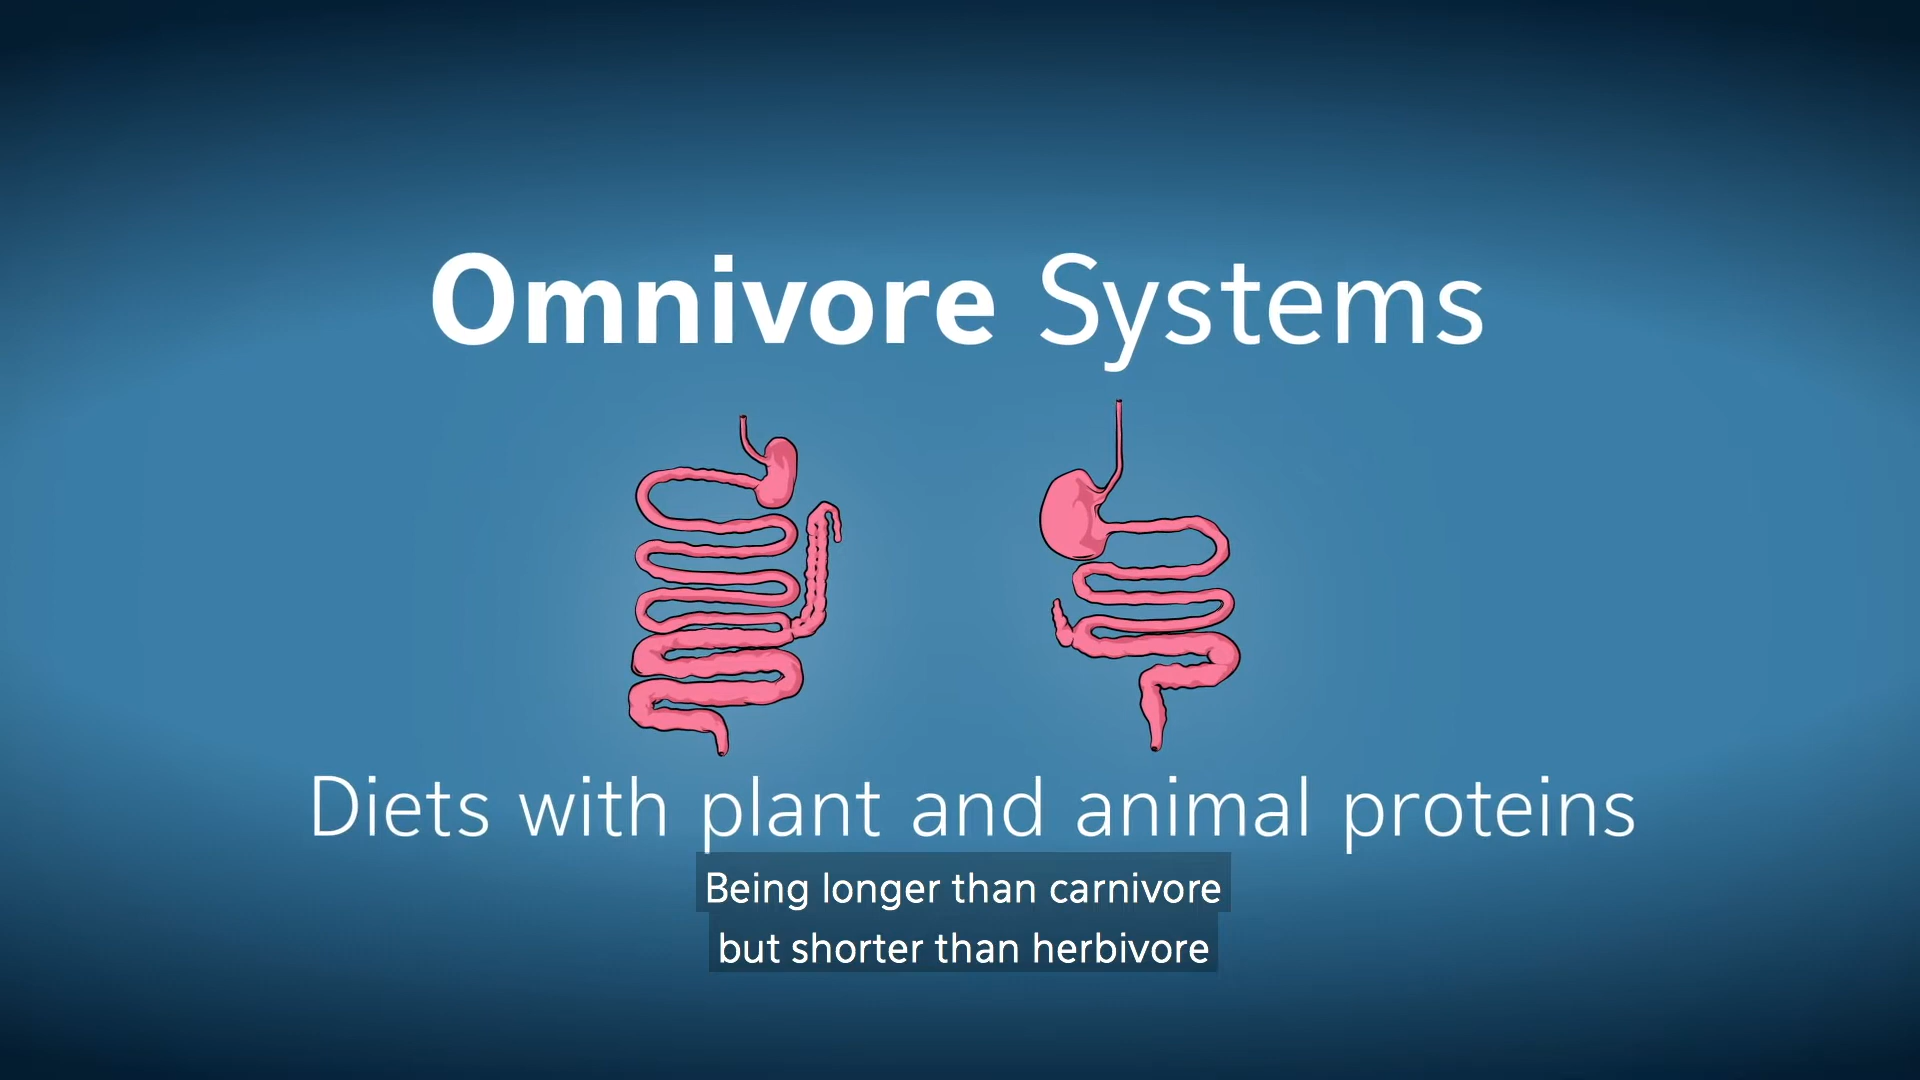 Omnivore Systems
Diets with plant and animal proteins
Being longer than carnivore
but shorter than herbivore